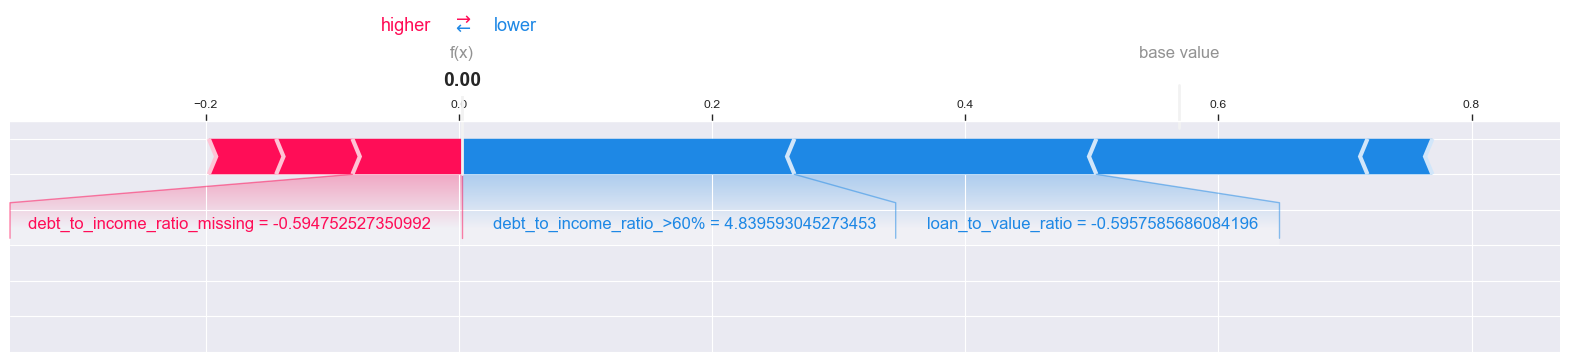 higher ⇄ lower
f(x) base value
0.00
−0.2 0.0 0.2 0.4 0.6 0.8
debt_to_income_ratio_missing = -0.594752527350992 debt_to_income_ratio_>60% = 4.839593045273453 loan_to_value_ratio = -0.5957585686084196